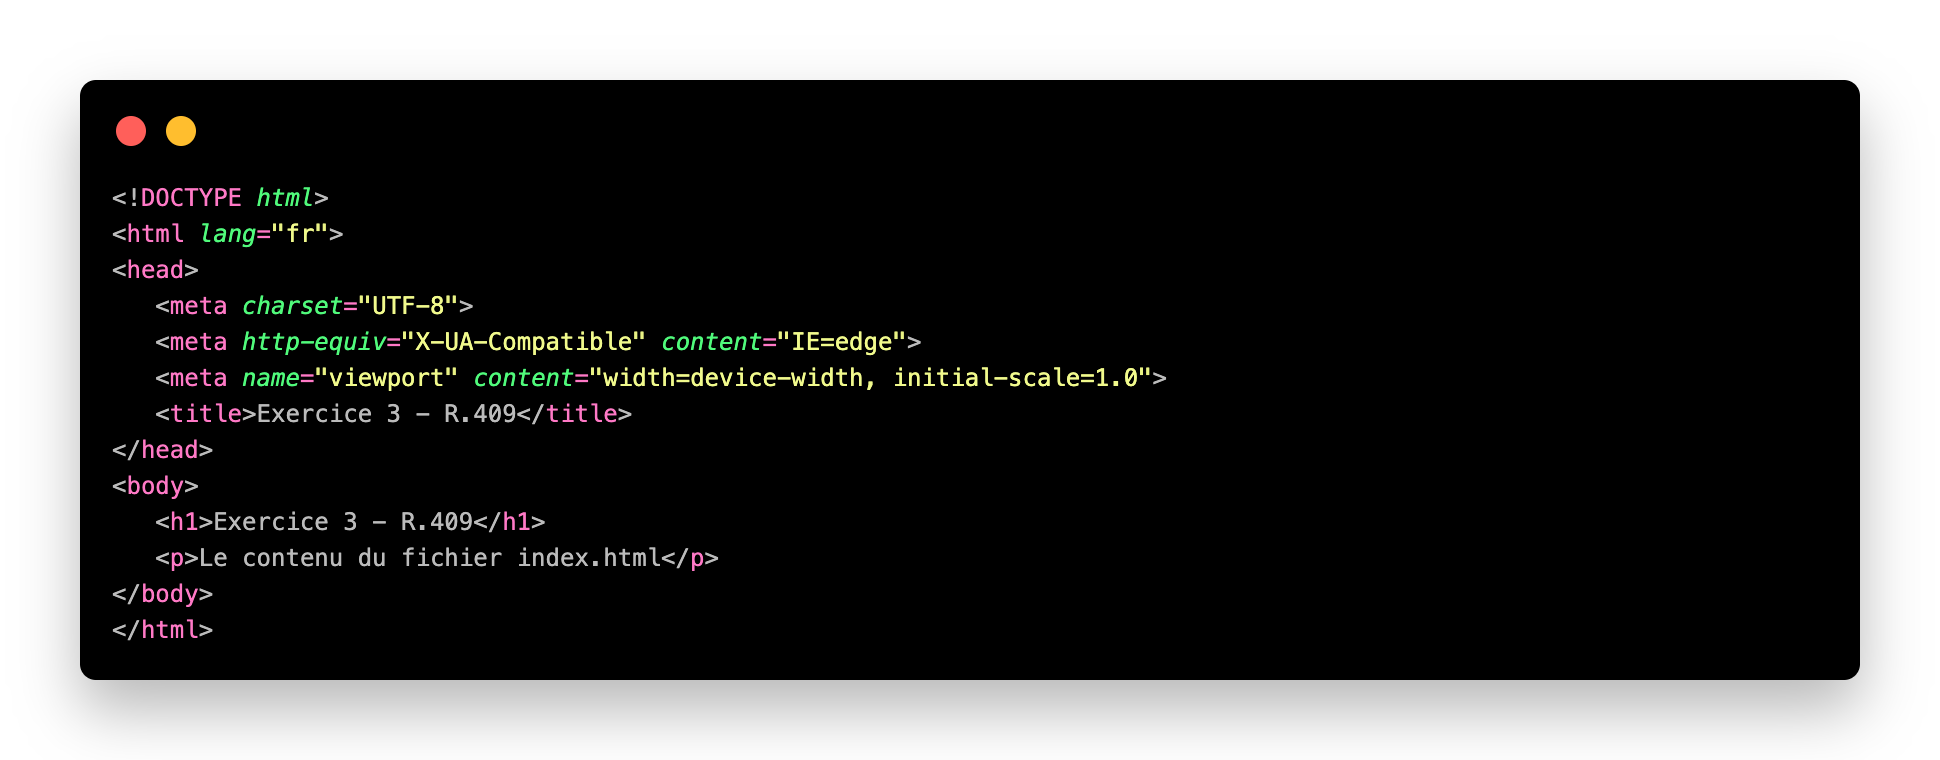 <!DOCTYPE html>
<html lang="fr">
<head>
   <meta charset="UTF-8">
   <meta http-equiv="X-UA-Compatible" content="IE=edge">
   <meta name="viewport" content="width=device-width, initial-scale=1.0">
   <title>Exercice 3 - R.409</title>
</head>
<body>
   <h1>Exercice 3 - R.409</h1>
   <p>Le contenu du fichier index.html</p>
</body>
</html>